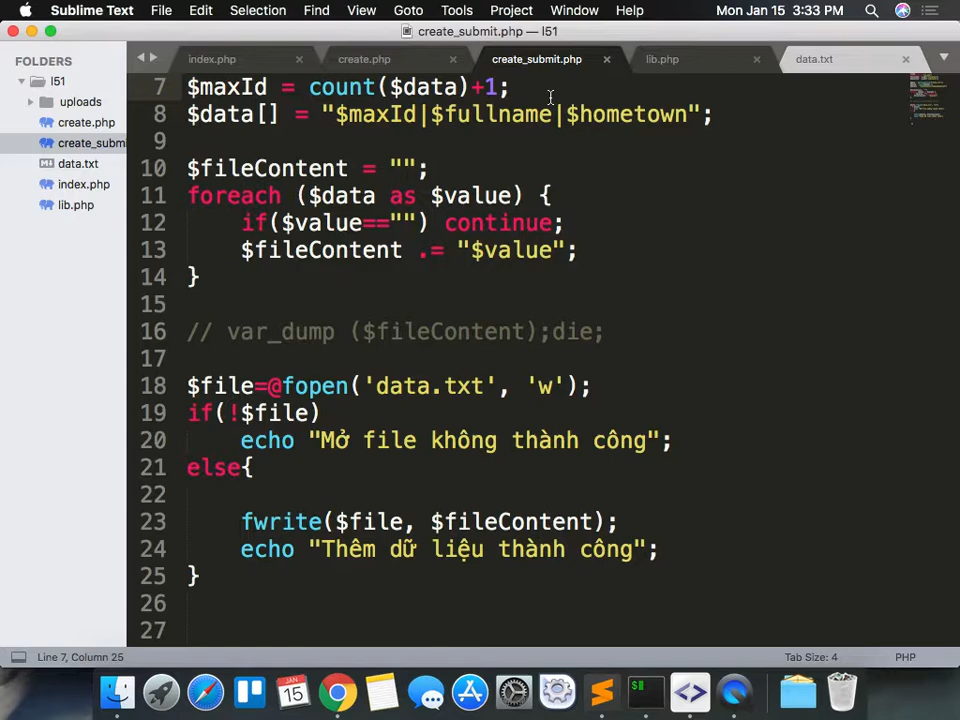 Sublime Text File Edit Selection Find View Goto Tools Project Window Help Mon Jan 15 3:33 PM
create_submit.php — l51
FOLDERS
l51
uploads
create.php
create_submi
data.txt
index.php
lib.php
index.php create.php create_submit.php lib.php data.txt
7 $maxId = count($data)+1;
8 $data[] = "$maxId|$fullname|$hometown";
9
10 $fileContent = "";
11 foreach ($data as $value) {
12 if($value=="") continue;
13 $fileContent .= "$value";
14 }
15
16 // var_dump ($fileContent);die;
17
18 $file=@fopen('data.txt', 'w');
19 if(!$file)
20 echo "Mở file không thành công";
21 else{
22
23 fwrite($file, $fileContent);
24 echo "Thêm dữ liệu thành công";
25 }
26
27
Line 7, Column 25 Tab Size: 4 PHP
JAN
15